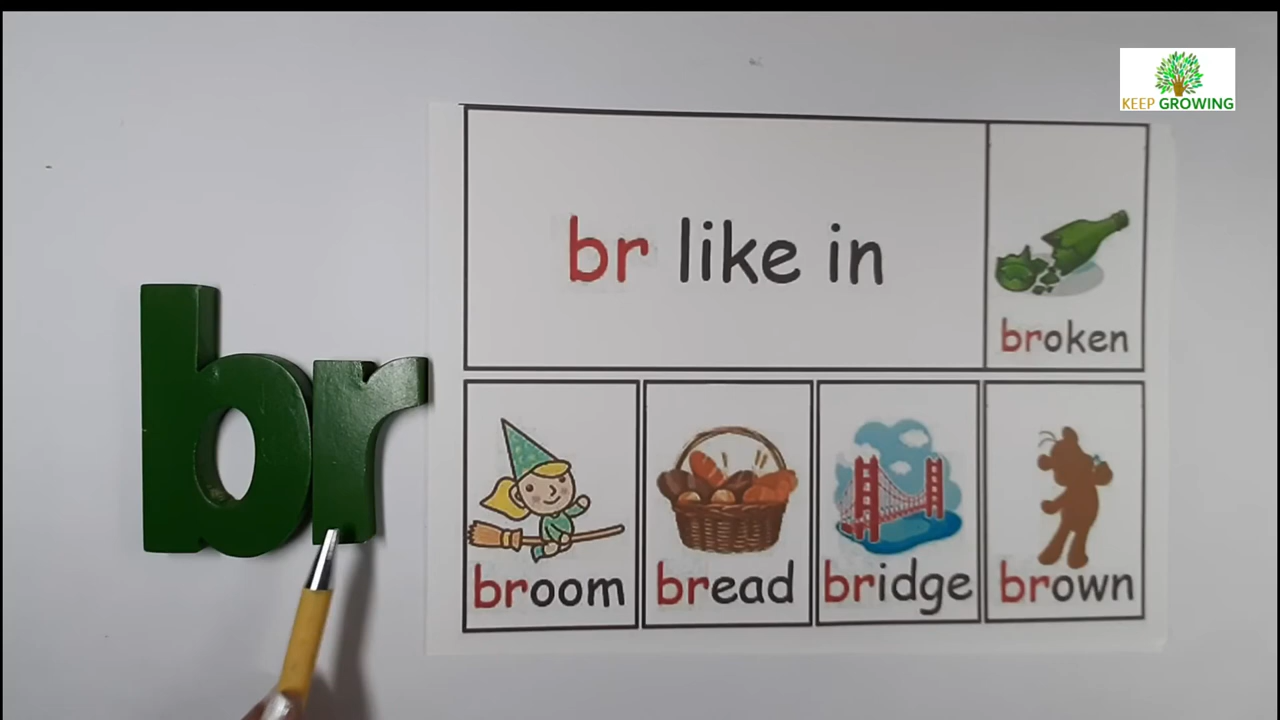 KEEP GROWING
br like in
broken
br
broom
bread
bridge
brown